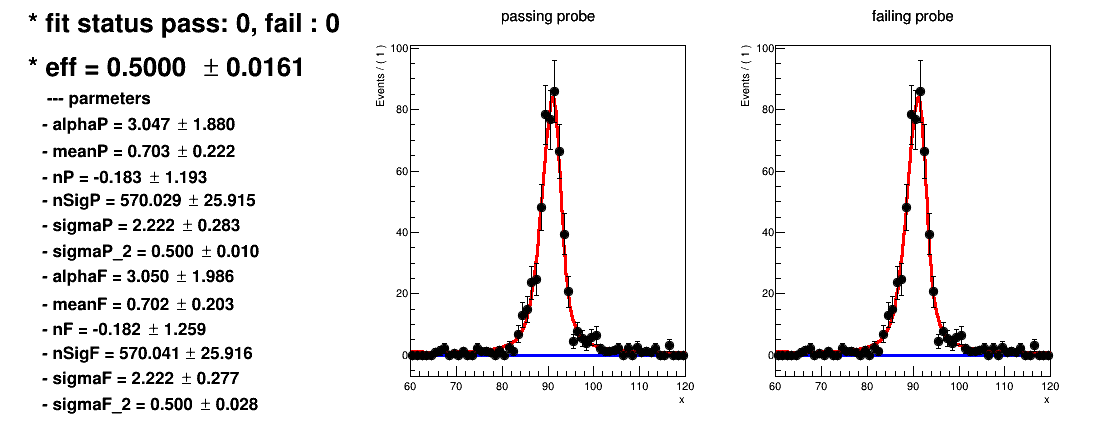 * fit status pass: 0, fail : 0
* eff = 0.5000 ± 0.0161
--- parmeters
- alphaP = 3.047 ± 1.880
- meanP = 0.703 ± 0.222
- nP = -0.183 ± 1.193
- nSigP = 570.029 ± 25.915
- sigmaP = 2.222 ± 0.283
- sigmaP_2 = 0.500 ± 0.010
- alphaF = 3.050 ± 1.986
- meanF = 0.702 ± 0.203
- nF = -0.182 ± 1.259
- nSigF = 570.041 ± 25.916
- sigmaF = 2.222 ± 0.277
- sigmaF_2 = 0.500 ± 0.028
passing probe
Events / ( 1 )
100
80
60
40
20
0
60 70 80 90 100 110 120
x
failing probe
Events / ( 1 )
100
80
60
40
20
0
60 70 80 90 100 110 120
x